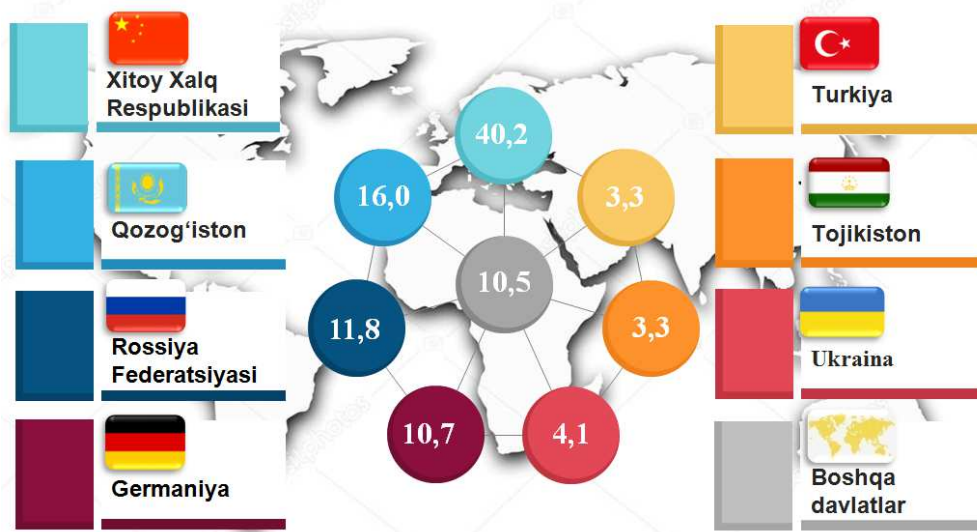 Xitoy Xalq
Respublikasi
Qozog‘iston
Rossiya
Federatsiyasi
Germaniya
40,2
16,0
3,3
10,5
11,8
3,3
10,7
4,1
Turkiya
Tojikiston
Ukraina
Boshqa
davlatlar